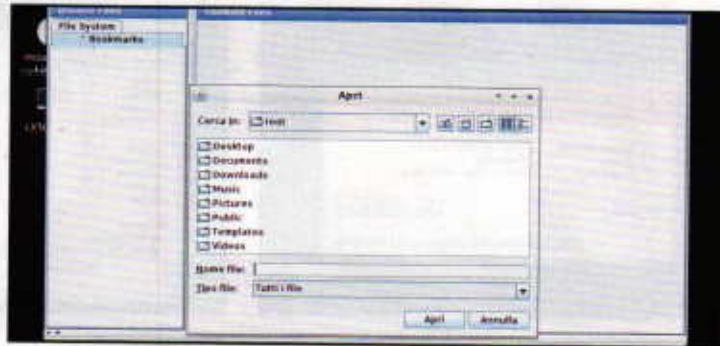 File System
Bookmarks
Apri
Cerca in: root
Desktop
Documents
Downloads
Music
Pictures
Public
Templates
Videos
Nome file:
Tipo file: Tutti i file
Apri Annulla